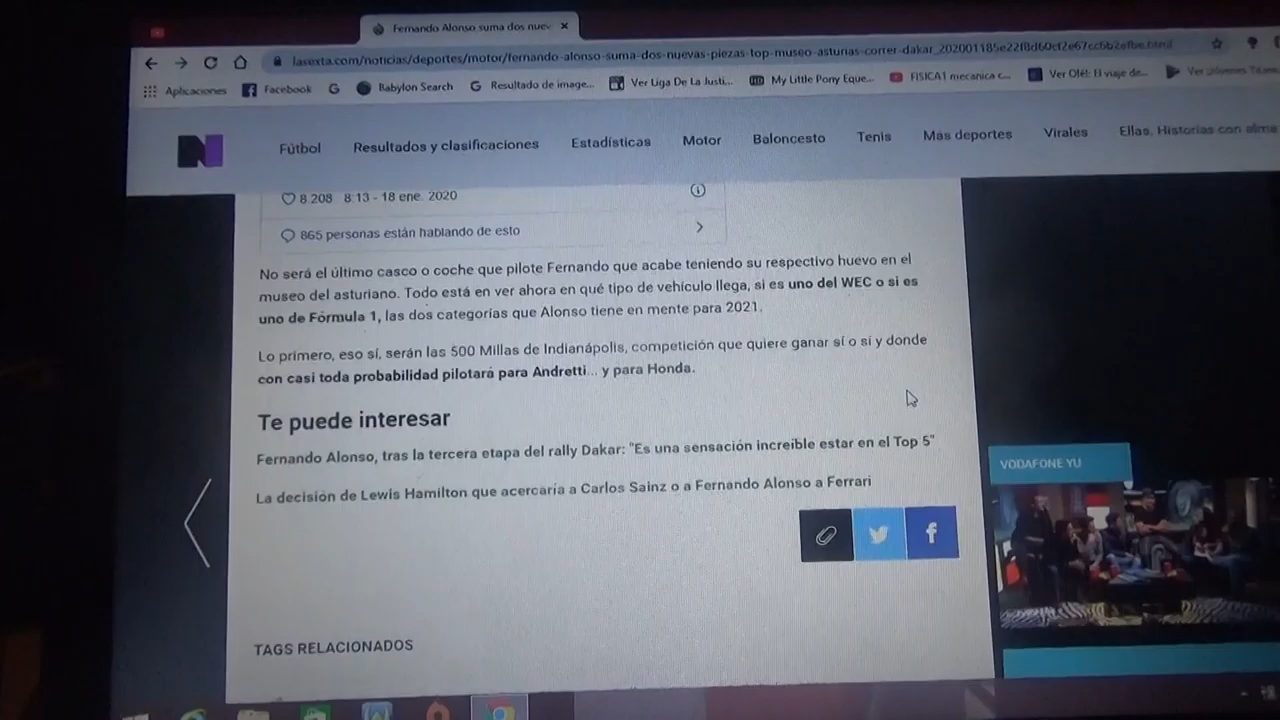 Fernando Alonso suma dos nuev
lasexta.com/noticias/deportes/motor/fernando-alonso-suma-dos-nuevas-piezas-top-museo-asturias-correr-dakar_
Aplicaciones Facebook Babylon Search Resultado de image... Ver Liga De La Justi... My Little Pony Eque... FISICA1 mecanica c... Ver Olé!: El viaje de...
Fútbol Resultados y clasificaciones Estadísticas Motor Baloncesto Tenis Más deportes Virales Ellas. Historias con alma
8.208 8:13 - 18 ene. 2020
865 personas están hablando de esto
No será el último casco o coche que pilote Fernando que acabe teniendo su respectivo huevo en el
museo del asturiano. Todo está en ver ahora en qué tipo de vehículo llega, si es uno del WEC o si es
uno de Fórmula 1, las dos categorías que Alonso tiene en mente para 2021.
Lo primero, eso sí, serán las 500 Millas de Indianápolis, competición que quiere ganar sí o sí y donde
con casi toda probabilidad pilotará para Andretti... y para Honda.
Te puede interesar
Fernando Alonso, tras la tercera etapa del rally Dakar: "Es una sensación increíble estar en el Top 5"
La decisión de Lewis Hamilton que acercaría a Carlos Sainz o a Fernando Alonso a Ferrari
VODAFONE YU
TAGS RELACIONADOS